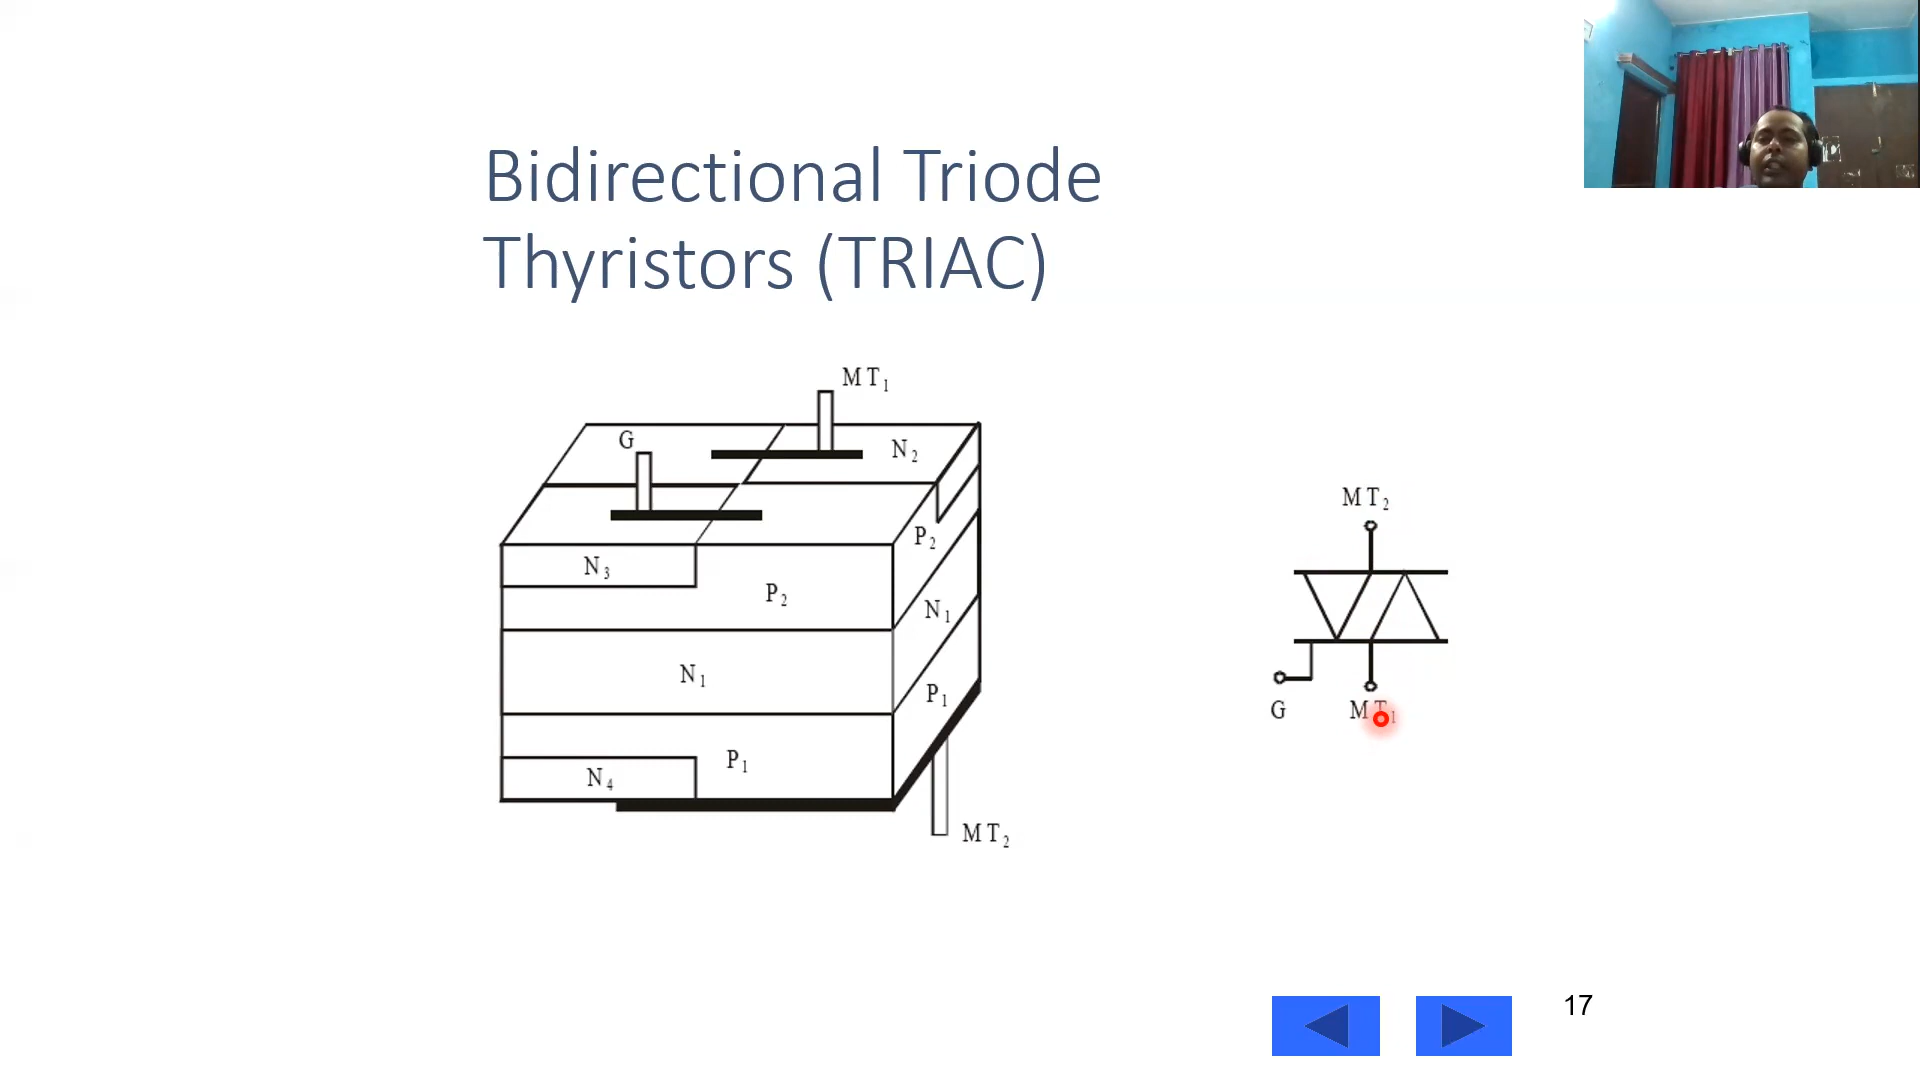 Bidirectional Triode
Thyristors (TRIAC)
MT₁
G
N₂
P₂
N₃
P₂
N₁
N₁
P₁
P₁
N₄
MT₂
MT₂
G
MT₁
17